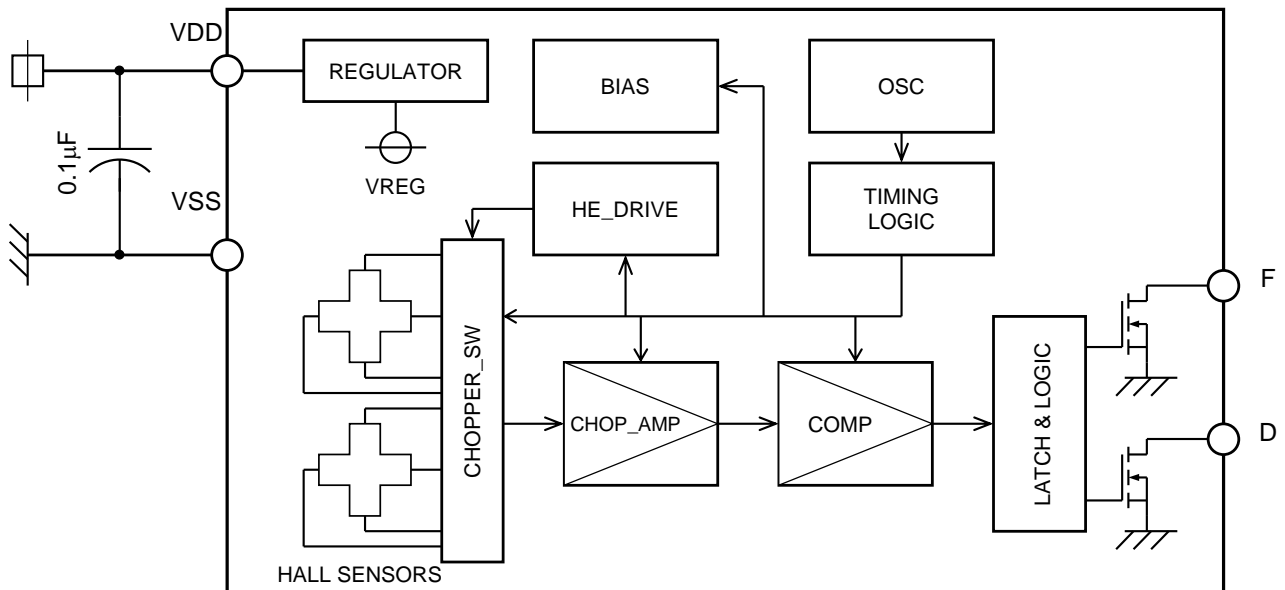 VDD
REGULATOR
BIAS
OSC
0.1µF
VREG
VSS
HE_DRIVE
TIMING
LOGIC
F
CHOPPER_SW
CHOP_AMP
COMP
LATCH & LOGIC
D
HALL SENSORS